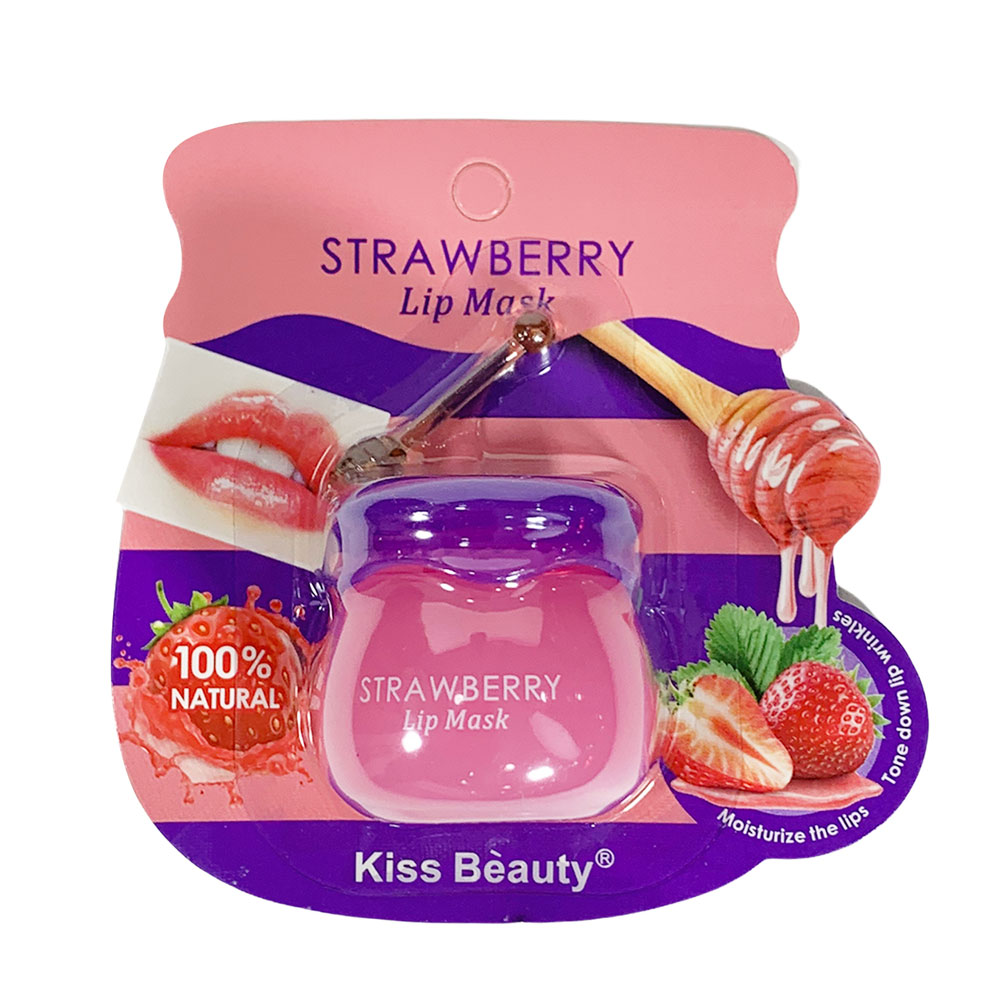 STRAWBERRY
Lip Mask
100%
NATURAL
STRAWBERRY
Lip Mask
Moisturize the lips
Tone down lip wrinkles
Kiss Bèauty®